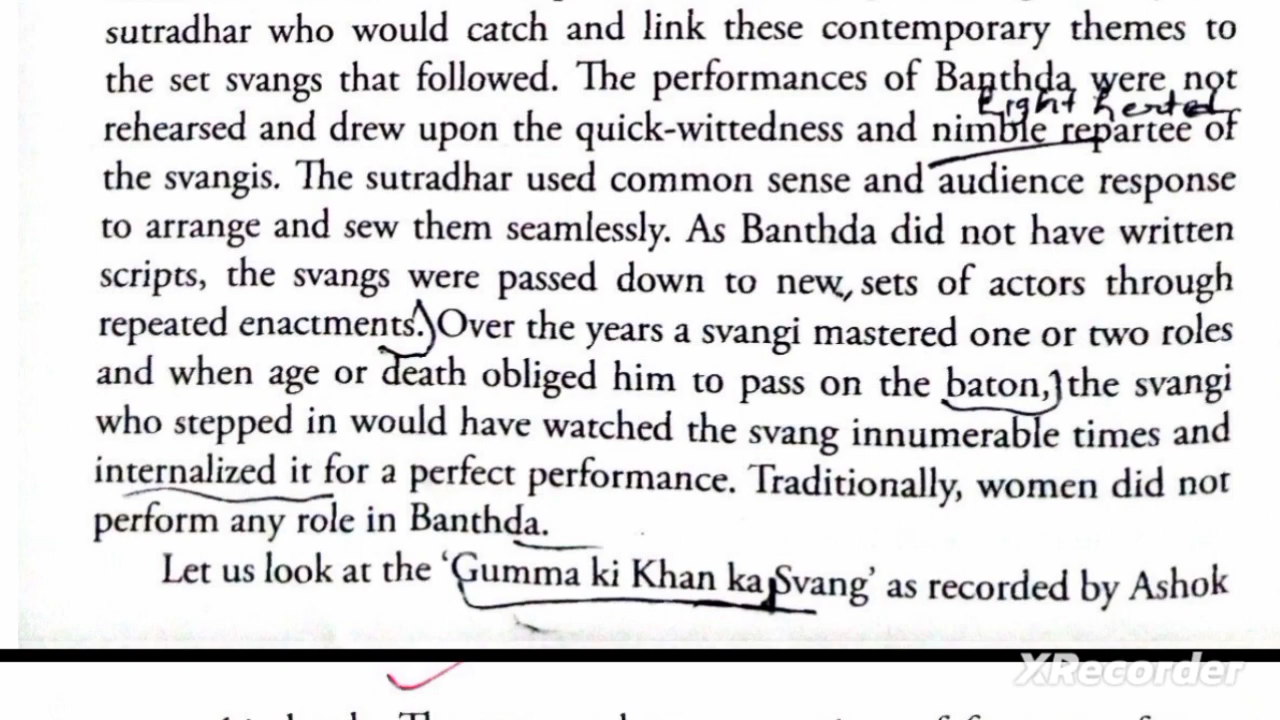 sutradhar who would catch and link these contemporary themes to
the set svangs that followed. The performances of Banthda were not
Light herted
rehearsed and drew upon the quick-wittedness and nimble repartee of
the svangis. The sutradhar used common sense and audience response
to arrange and sew them seamlessly. As Banthda did not have written
scripts, the svangs were passed down to new, sets of actors through
repeated enactments. Over the years a svangi mastered one or two roles
and when age or death obliged him to pass on the baton, the svangi
who stepped in would have watched the svang innumerable times and
internalized it for a perfect performance. Traditionally, women did not
perform any role in Banthda.
Let us look at the ‘Gumma ki Khan ka Svang’ as recorded by Ashok
XRecorder